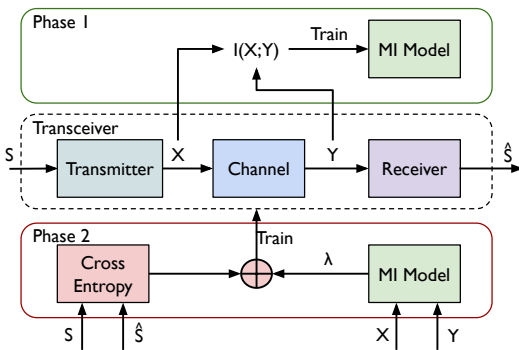 Phase 1
I(X;Y)
Train
MI Model
Transceiver
S
Transmitter
X
Channel
Y
Receiver
Ŝ
Phase 2
Train
Cross
Entropy
λ
MI Model
S
Ŝ
X
Y